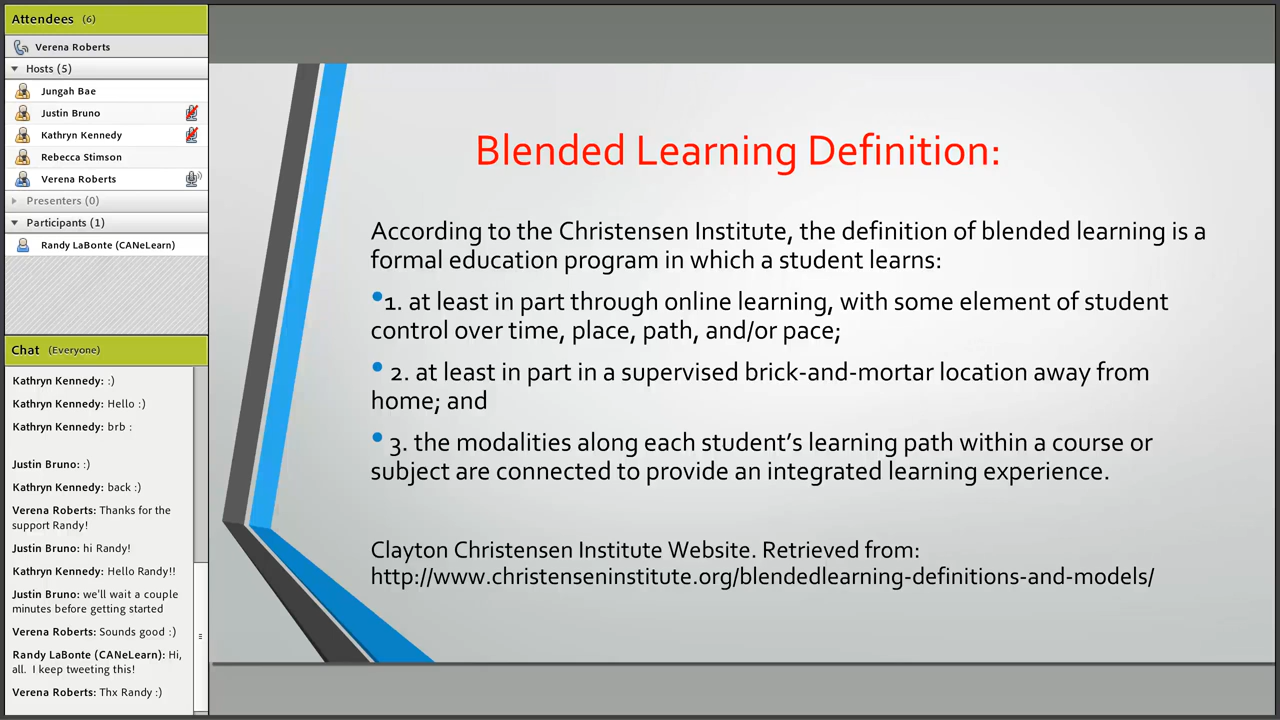 Attendees (6)
Verena Roberts
Hosts (5)
Jungah Bae
Justin Bruno
Kathryn Kennedy
Rebecca Stimson
Verena Roberts
Presenters (0)
Participants (1)
Randy LaBonte (CANeLearn)
Chat (Everyone)
Kathryn Kennedy: :)
Kathryn Kennedy: Hello :)
Kathryn Kennedy: brb :
Justin Bruno: :)
Kathryn Kennedy: back :)
Verena Roberts: Thanks for the
support Randy!
Justin Bruno: hi Randy!
Kathryn Kennedy: Hello Randy!!
Justin Bruno: we'll wait a couple
minutes before getting started
Verena Roberts: Sounds good :)
Randy LaBonte (CANeLearn): Hi,
all. I keep tweeting this!
Verena Roberts: Thx Randy :)
Blended Learning Definition:
According to the Christensen Institute, the definition of blended learning is a
formal education program in which a student learns:
•1. at least in part through online learning, with some element of student
control over time, place, path, and/or pace;
• 2. at least in part in a supervised brick-and-mortar location away from
home; and
• 3. the modalities along each student’s learning path within a course or
subject are connected to provide an integrated learning experience.
Clayton Christensen Institute Website. Retrieved from:
http://www.christenseninstitute.org/blendedlearning-definitions-and-models/